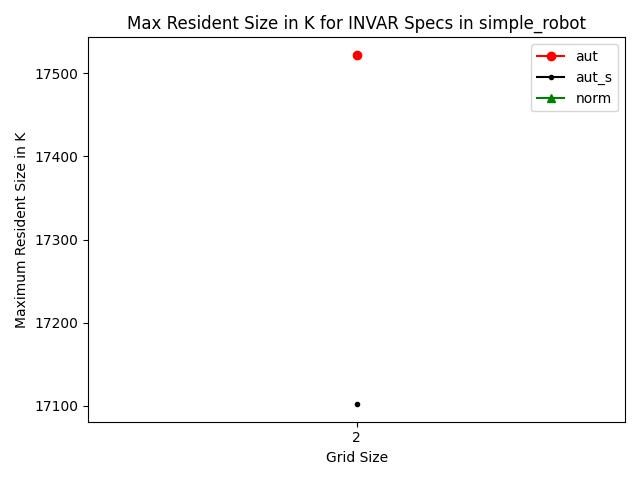 Max Resident Size in K for INVAR Specs in simple_robot
aut
aut_s
norm
17500
17400
17300
17200
17100
Maximum Resident Size in K
2
Grid Size